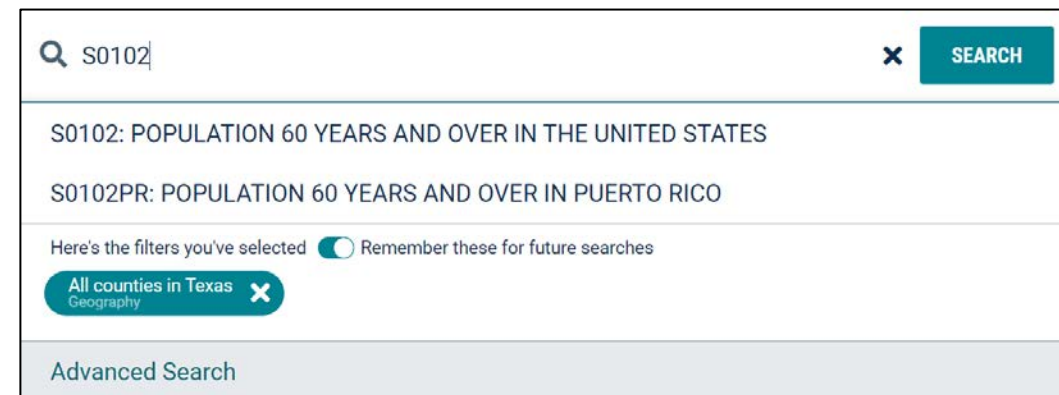 S0102
SEARCH
S0102: POPULATION 60 YEARS AND OVER IN THE UNITED STATES
S0102PR: POPULATION 60 YEARS AND OVER IN PUERTO RICO
Here's the filters you've selected Remember these for future searches
All counties in Texas
Geography
Advanced Search